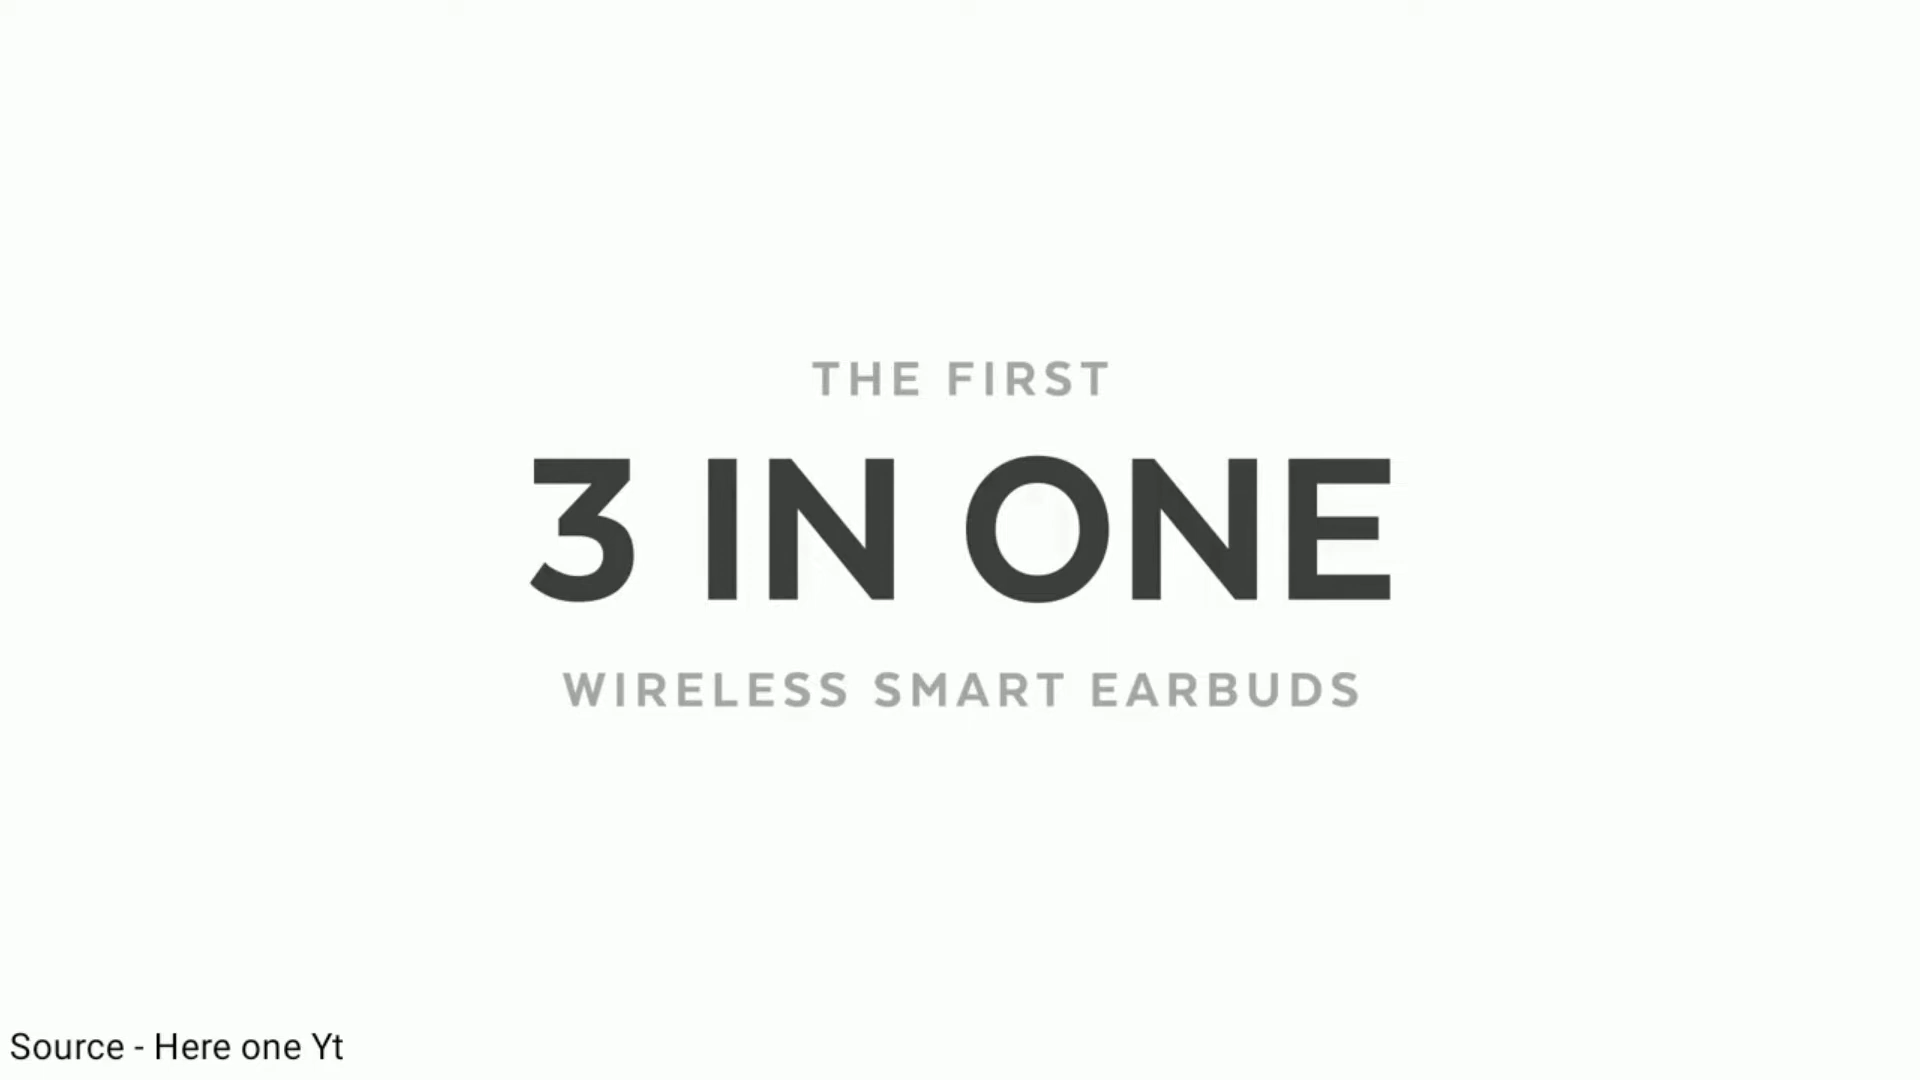 THE FIRST
3 IN ONE
WIRELESS SMART EARBUDS
Source - Here one Yt